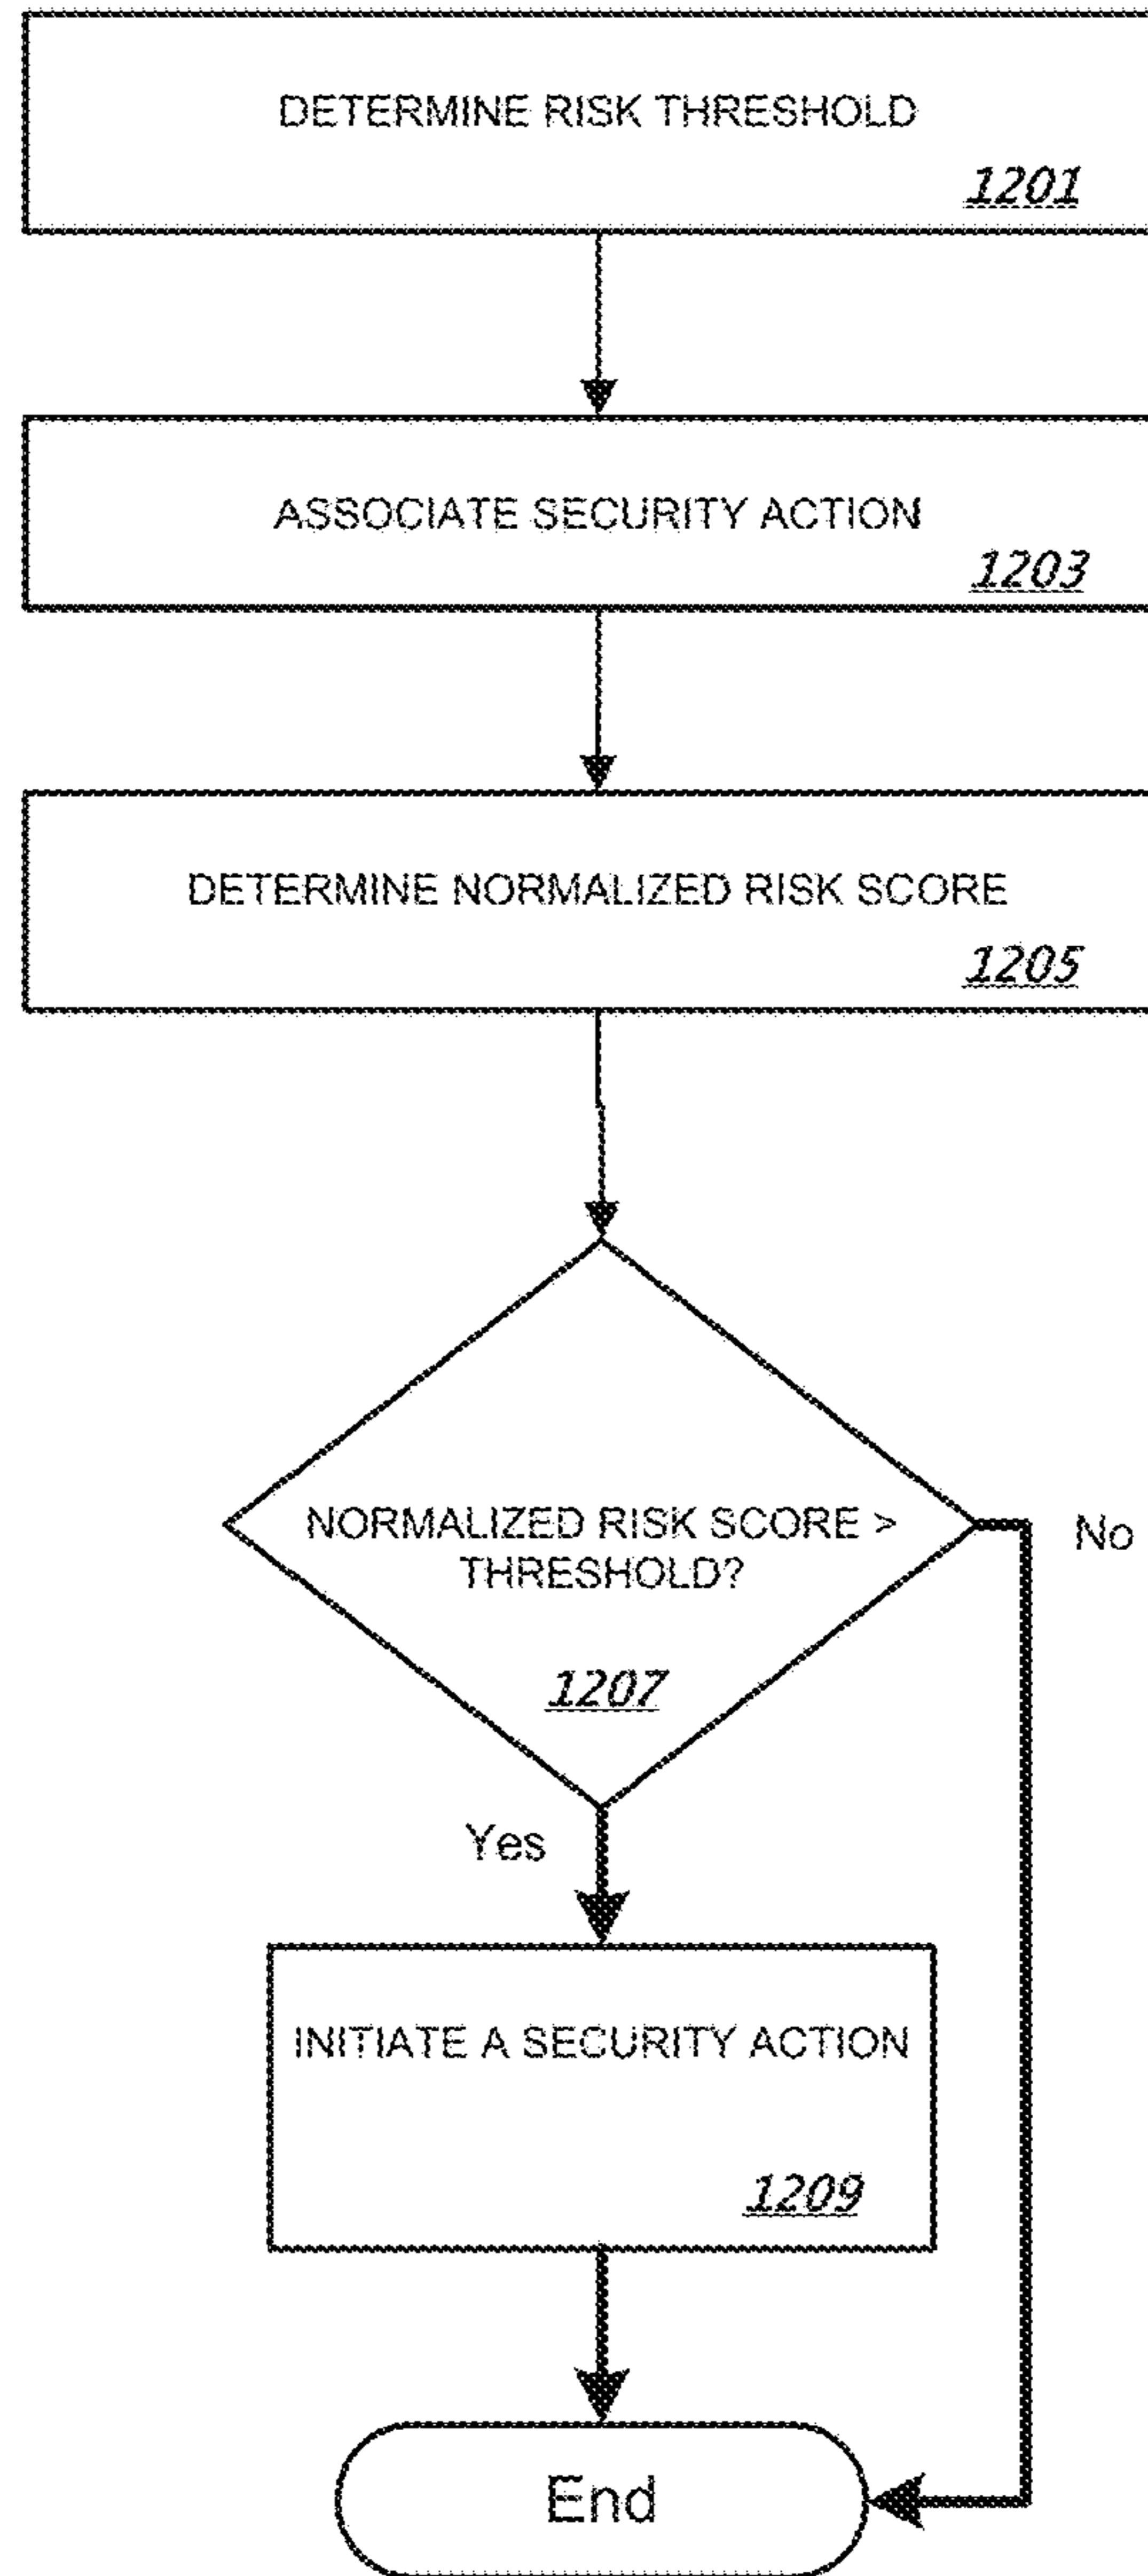 DETERMINE RISK THRESHOLD
1201
ASSOCIATE SECURITY ACTION
1203
DETERMINE NORMALIZED RISK SCORE
1205
NORMALIZED RISK SCORE >
THRESHOLD?
No
1207
Yes
INITIATE A SECURITY ACTION
1209
End